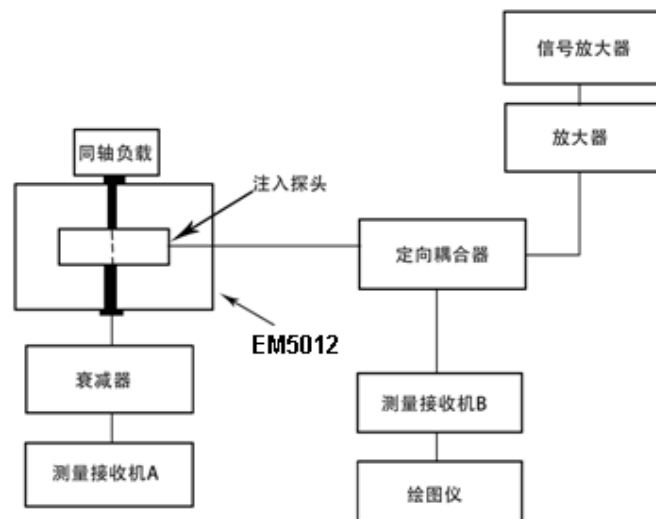 信号放大器
放大器
同轴负载
注入探头
定向耦合器
EM5012
衰减器
测量接收机B
测量接收机A
绘图仪